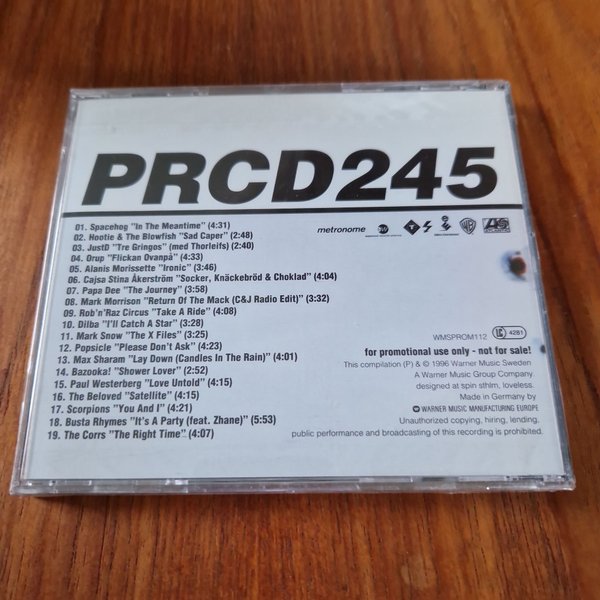 PRCD245
01. Spacehog "In The Meantime" (4:31)
02. Hootie & The Blowfish "Sad Caper" (2:48)
03. JustD "Tre Gringos" (med Thorleifs) (2:40)
04. Orup "Flickan Ovanpå" (4:33)
05. Alanis Morissette "Ironic" (3:46)
06. Cajsa Stina Åkerström "Socker, Knäckebröd & Choklad" (4:04)
07. Papa Dee "The Journey" (3:58)
08. Mark Morrison "Return Of The Mack (C&J Radio Edit)" (3:32)
09. Rob'n'Raz Circus "Take A Ride" (4:08)
10. Dilba "I'll Catch A Star" (3:28)
11. Mark Snow "The X Files" (3:21)
12. Popsicle "Please Don't Ask" (4:23)
13. Max Sharam "Lay Down (Candles In The Rain)" (4:01)
14. Bazooka! "Shower Lover" (2:52)
15. Paul Westerberg "Love Untold" (4:15)
16. The Beloved "Satellite" (4:15)
17. Scorpions "You And I" (4:21)
18. Busta Rhymes "It's A Party (feat. Zhane)" (5:53)
19. The Corrs "The Right Time" (4:07)
metronome
WMSPROM112
LC
4281
for promotional use only - not for sale!
This compilation (P) & © 1996 Warner Music Sweden
A Warner Music Group Company.
designed at spin sthlm, loveless.
Made in Germany by
WARNER MUSIC MANUFACTURING EUROPE
Unauthorized copying, hiring, lending,
public performance and broadcasting of this recording is prohibited.